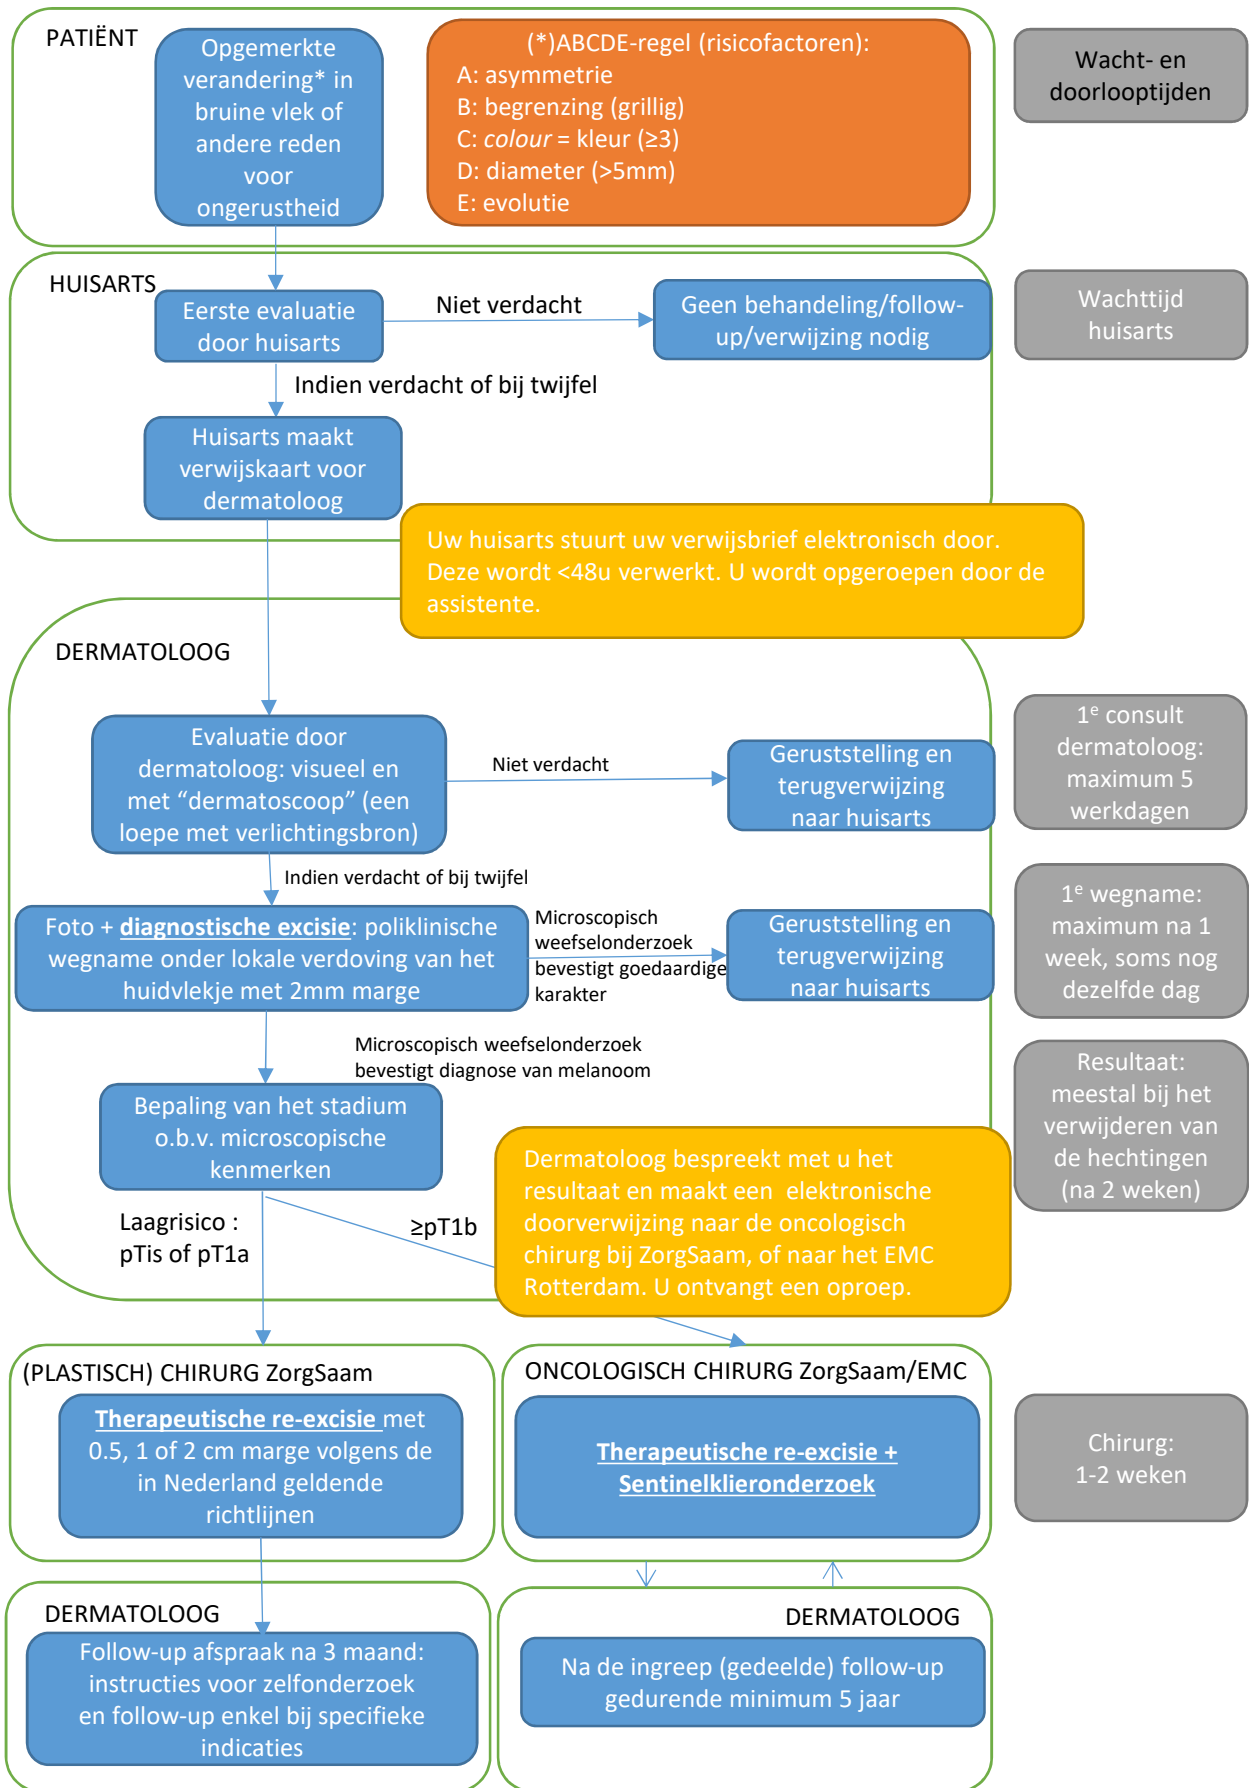 PATIËNT
Opgemerkte
verandering* in
bruine vlek of
andere reden
voor
ongerustheid
(*)ABCDE-regel (risicofactoren):
A: asymmetrie
B: begrenzing (grillig)
C: colour = kleur (≥3)
D: diameter (>5mm)
E: evolutie
Wacht- en
doorlooptijden
HUISARTS
Eerste evaluatie
door huisarts
Niet verdacht
Geen behandeling/follow-
up/verwijzing nodig
Wachttijd
huisarts
Indien verdacht of bij twijfel
Huisarts maakt
verwijskaart voor
dermatoloog
Uw huisarts stuurt uw verwijsbrief elektronisch door.
Deze wordt <48u verwerkt. U wordt opgeroepen door de
assistente.
DERMATOLOOG
Evaluatie door
dermatoloog: visueel en
met “dermatoscoop” (een
loepe met verlichtingsbron)
Niet verdacht
Geruststelling en
terugverwijzing
naar huisarts
1e consult
dermatoloog:
maximum 5
werkdagen
Indien verdacht of bij twijfel
Foto + diagnostische excisie: poliklinische
wegname onder lokale verdoving van het
huidvlekje met 2mm marge
Microscopisch
weefselonderzoek
bevestigt goedaardige
karakter
Geruststelling en
terugverwijzing
naar huisarts
1e wegname:
maximum na 1
week, soms nog
dezelfde dag
Microscopisch weefselonderzoek
bevestigt diagnose van melanoom
Bepaling van het stadium
o.b.v. microscopische
kenmerken
Resultaat:
meestal bij het
verwijderen van
de hechtingen
(na 2 weken)
Laagrisico :
pTis of pT1a
≥pT1b
Dermatoloog bespreekt met u het
resultaat en maakt een  elektronische
doorverwijzing naar de oncologisch
chirurg bij ZorgSaam, of naar het EMC
Rotterdam. U ontvangt een oproep.
(PLASTISCH) CHIRURG ZorgSaam
Therapeutische re-excisie met
0.5, 1 of 2 cm marge volgens de
in Nederland geldende
richtlijnen
ONCOLOGISCH CHIRURG ZorgSaam/EMC
Therapeutische re-excisie +
Sentinelklieronderzoek
Chirurg:
1-2 weken
DERMATOLOOG
Follow-up afspraak na 3 maand:
instructies voor zelfonderzoek
en follow-up enkel bij specifieke
indicaties
DERMATOLOOG
Na de ingreep (gedeelde) follow-up
gedurende minimum 5 jaar